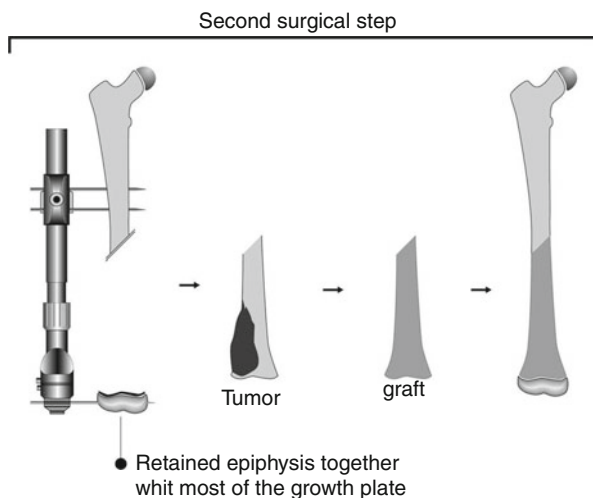 Second surgical step
Tumor
graft
Retained epiphysis together
whit most of the growth plate